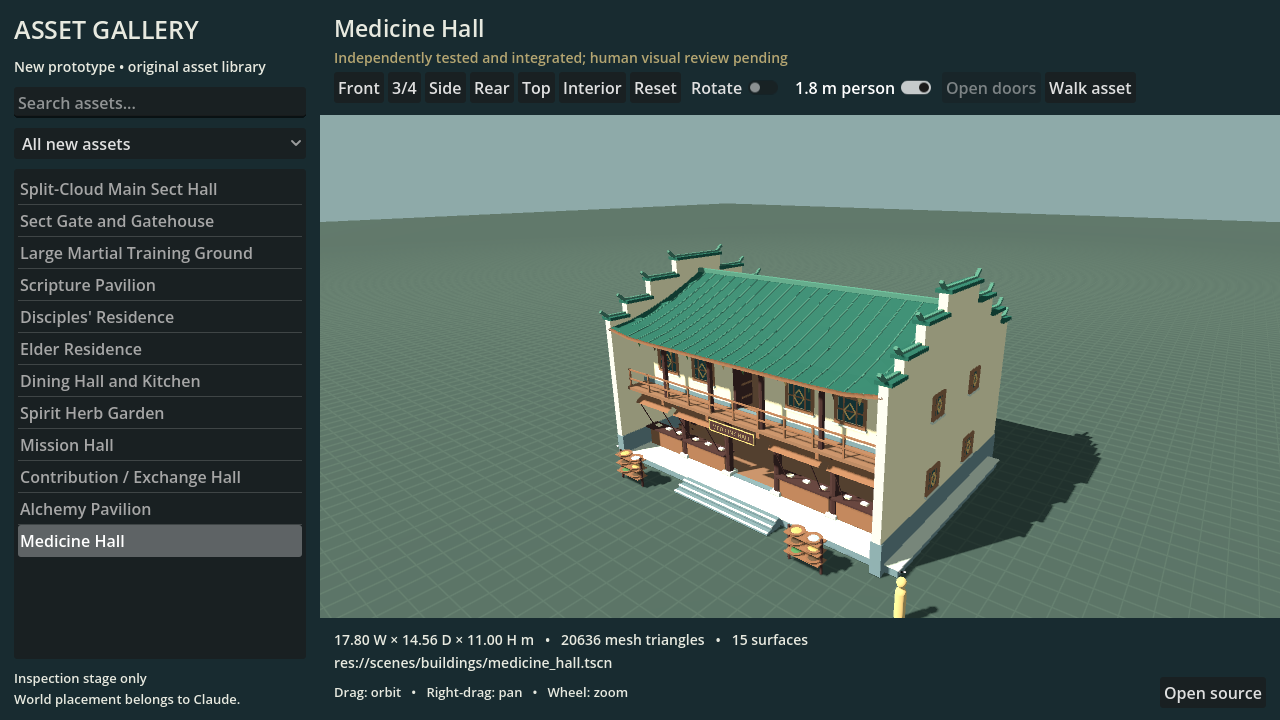 ASSET GALLERY
New prototype • original asset library
Search assets...
All new assets
Split-Cloud Main Sect Hall
Sect Gate and Gatehouse
Large Martial Training Ground
Scripture Pavilion
Disciples' Residence
Elder Residence
Dining Hall and Kitchen
Spirit Herb Garden
Mission Hall
Contribution / Exchange Hall
Alchemy Pavilion
Medicine Hall
Inspection stage only
World placement belongs to Claude.
Medicine Hall
Independently tested and integrated; human visual review pending
Front 3/4 Side Rear Top Interior Reset Rotate 1.8 m person Open doors Walk asset
MEDICINE HALL
17.80 W × 14.56 D × 11.00 H m • 20636 mesh triangles • 15 surfaces
res://scenes/buildings/medicine_hall.tscn
Drag: orbit • Right-drag: pan • Wheel: zoom
Open source